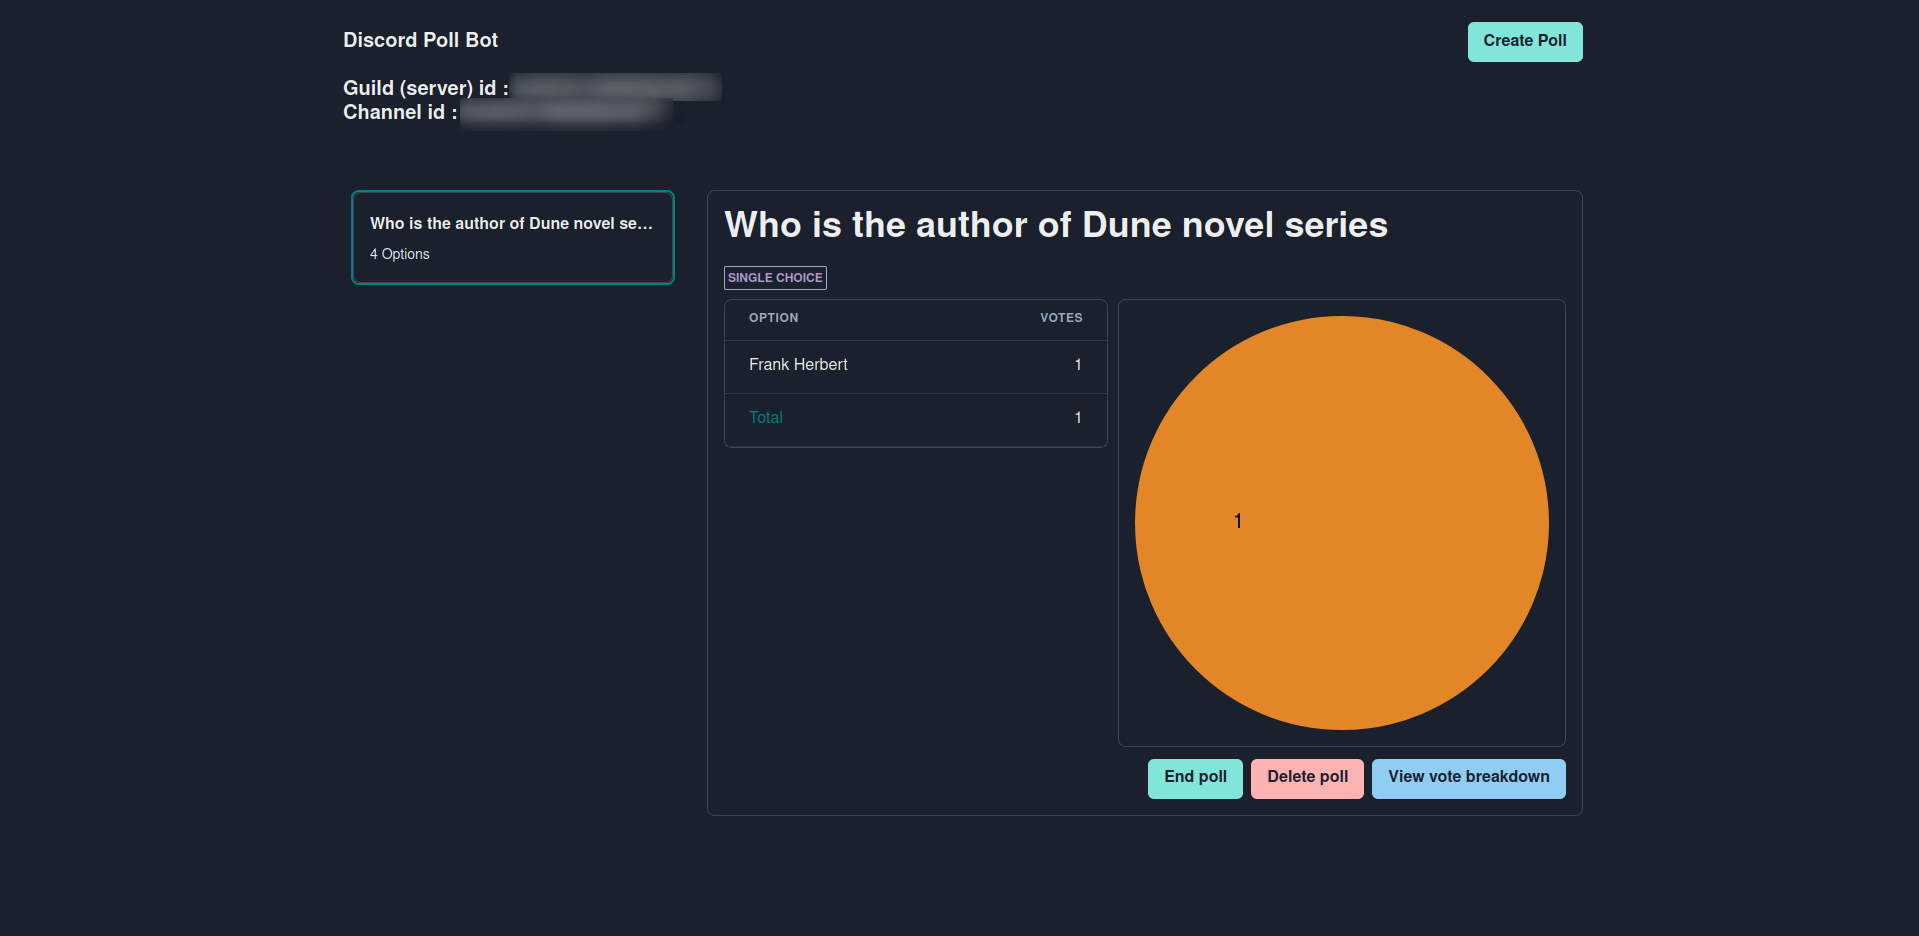 Discord Poll Bot
Create Poll
Guild (server) id :
Channel id :
Who is the author of Dune novel se...
4 Options
Who is the author of Dune novel series
SINGLE CHOICE
OPTION VOTES
Frank Herbert 1
Total 1
1
End poll Delete poll View vote breakdown